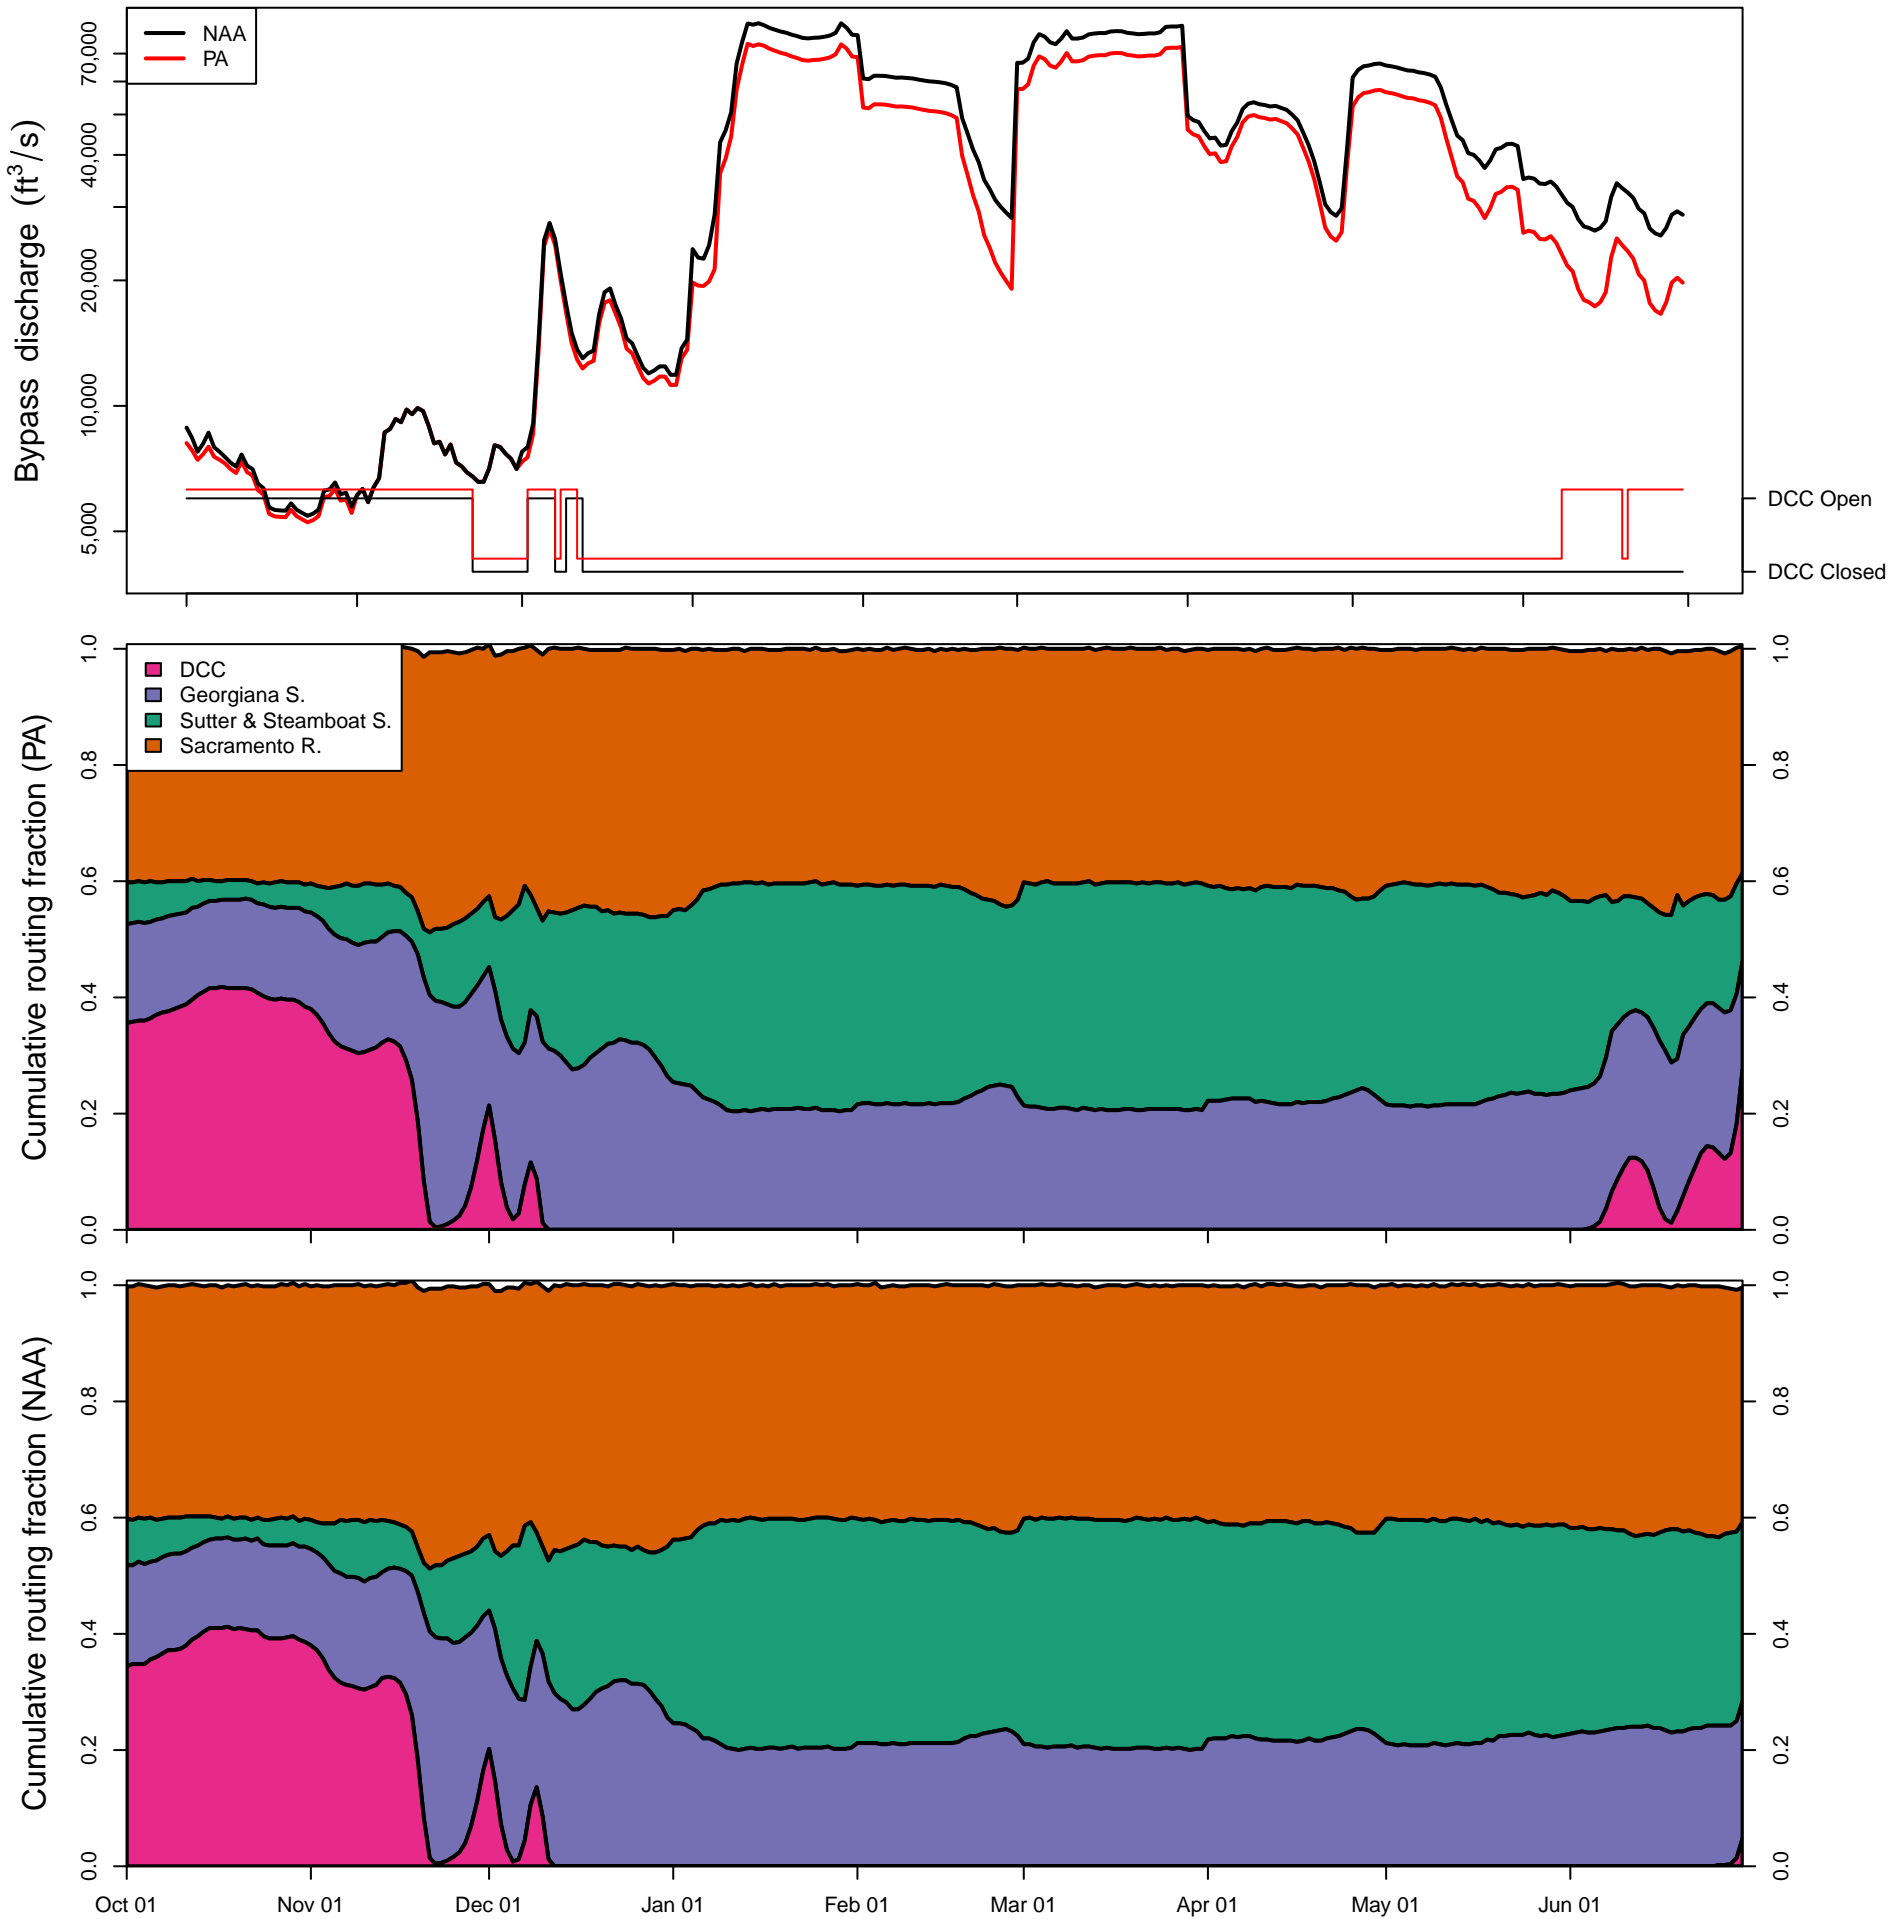 Bypass discharge (ft3/s)
70,000
40,000
20,000
10,000
5,000
NAA
PA
DCC Open
DCC Closed
Cumulative routing fraction (PA)
1.0
0.8
0.6
0.4
0.2
0.0
DCC
Georgiana S.
Sutter & Steamboat S.
Sacramento R.
1.0
0.8
0.6
0.4
0.2
0.0
Cumulative routing fraction (NAA)
1.0
0.8
0.6
0.4
0.2
0.0
1.0
0.8
0.6
0.4
0.2
0.0
Oct 01 Nov 01 Dec 01 Jan 01 Feb 01 Mar 01 Apr 01 May 01 Jun 01